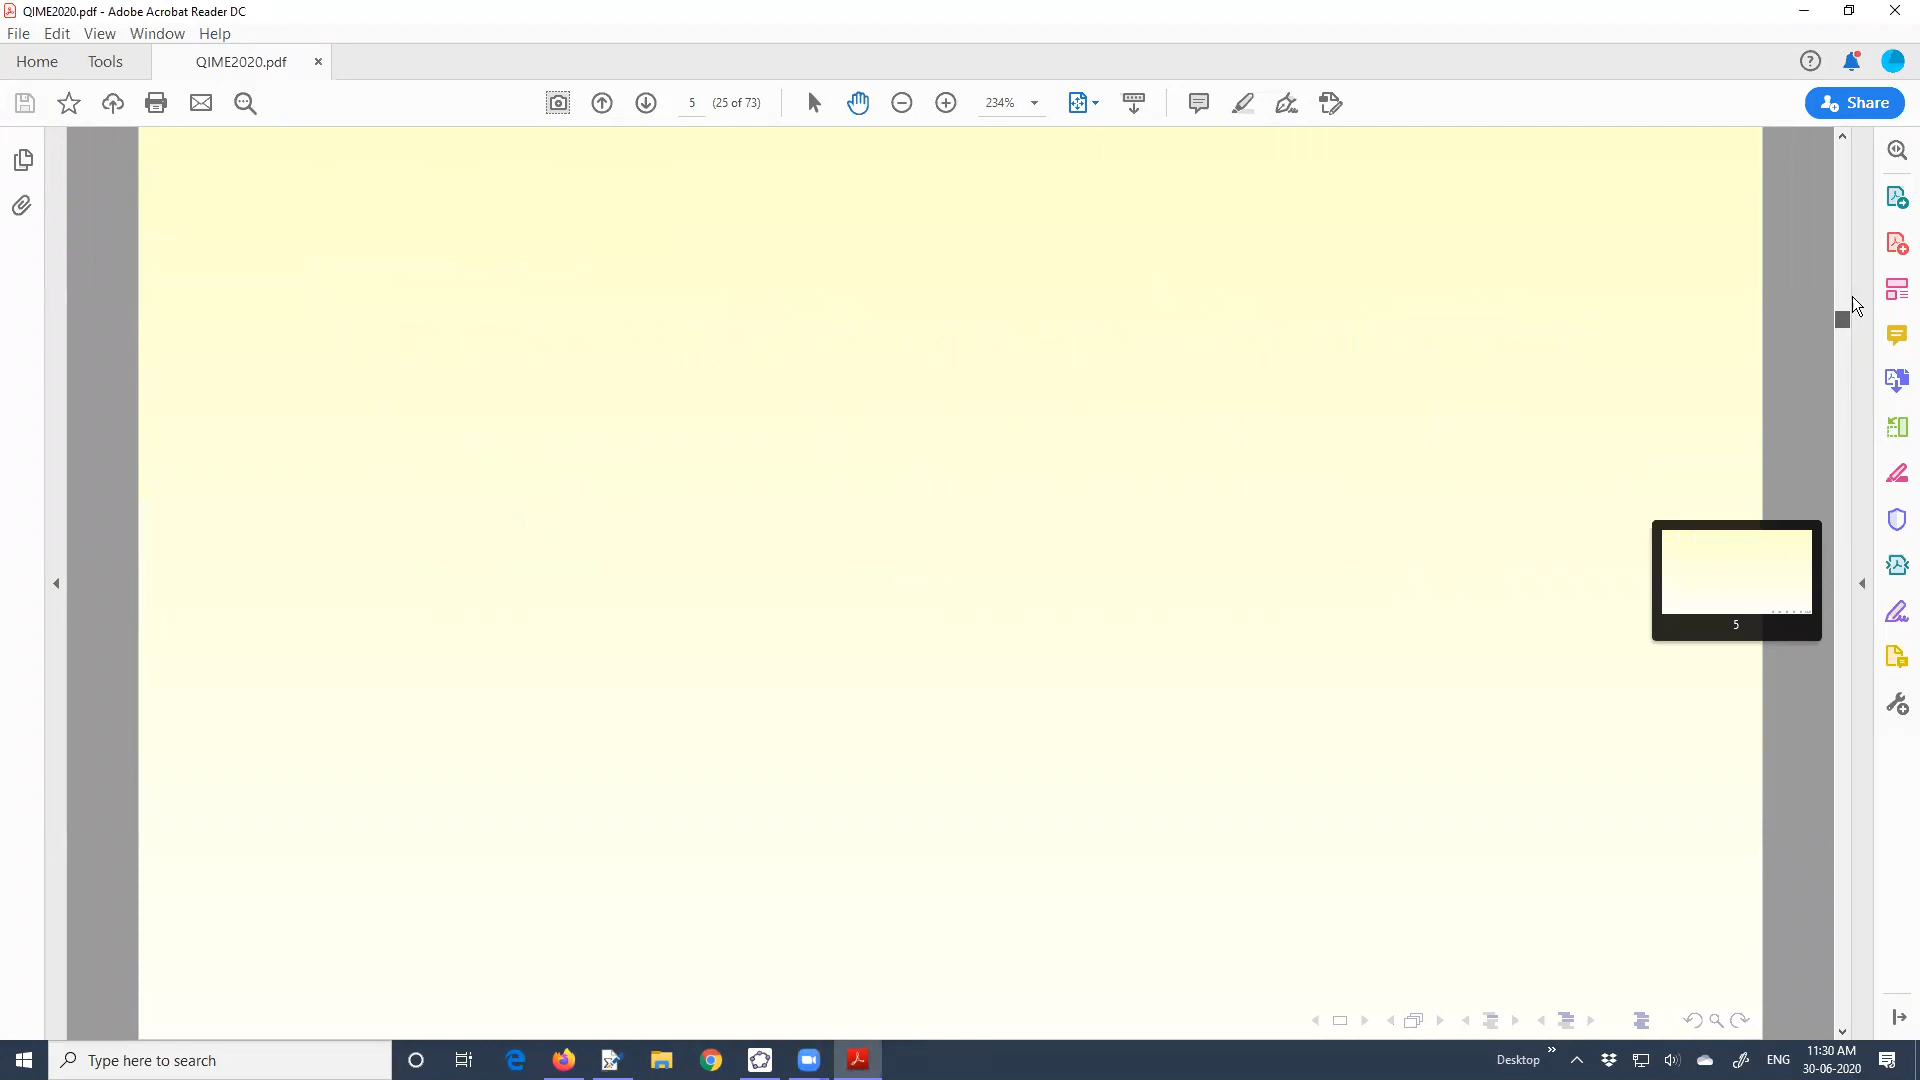 QIME2020.pdf - Adobe Acrobat Reader DC
File Edit View Window Help
Home Tools QIME2020.pdf
5 (25 of 73) 234% Share
5
Type here to search
Desktop ENG 11:30 AM
30-06-2020